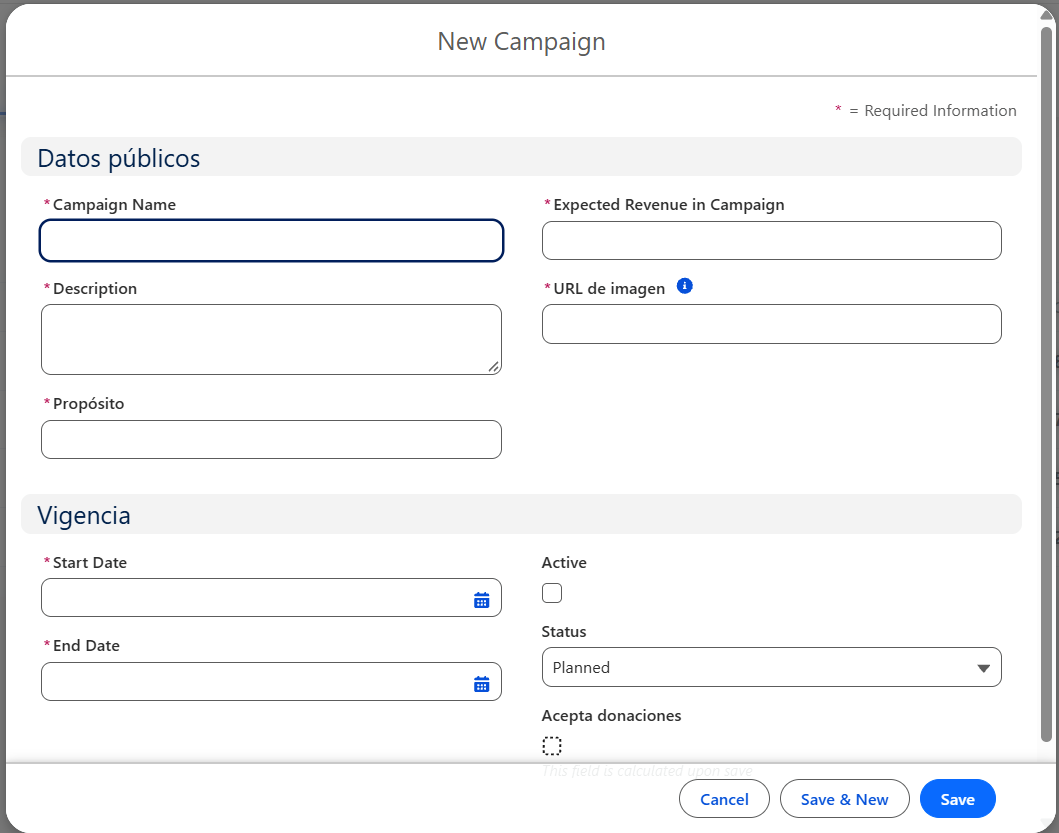 New Campaign
* = Required Information
Datos públicos
* Campaign Name
* Expected Revenue in Campaign
* Description
* URL de imagen
* Propósito
Vigencia
* Start Date
Active
* End Date
Status
Planned
Acepta donaciones
This field is calculated upon save
Cancel
Save & New
Save